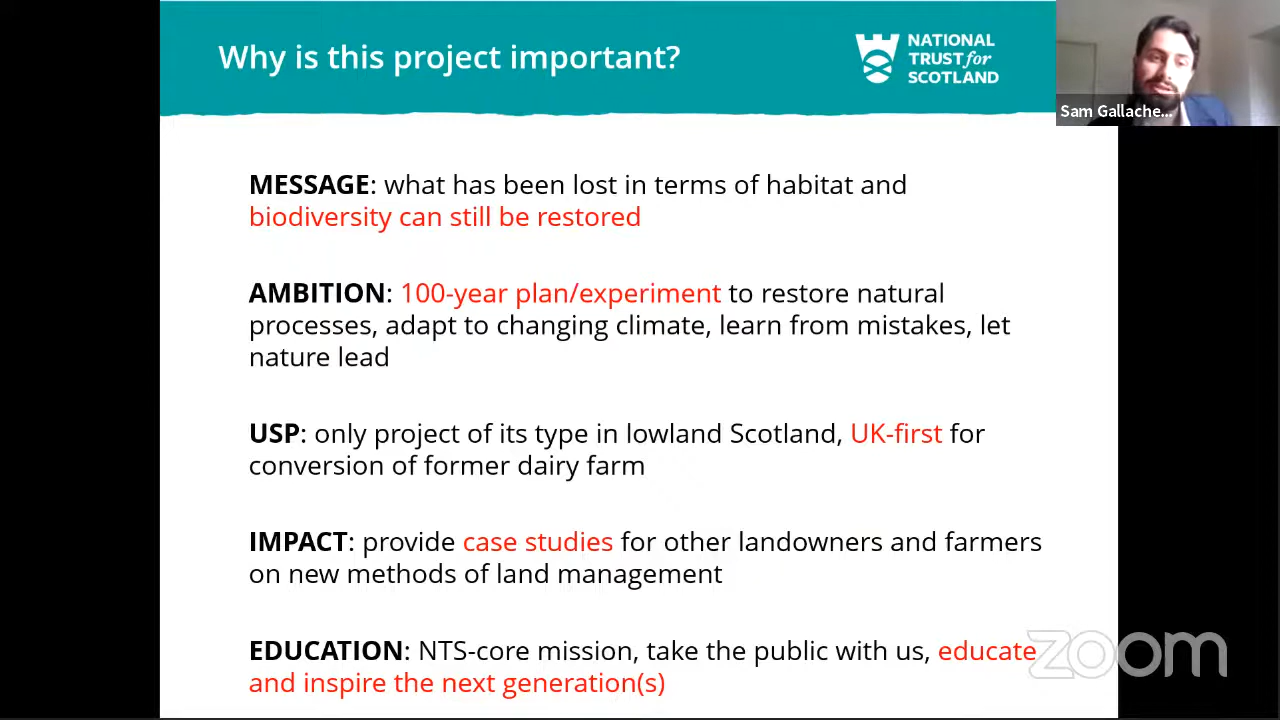 Why is this project important?
NATIONAL
TRUST for
SCOTLAND
Sam Gallache...
MESSAGE: what has been lost in terms of habitat and
biodiversity can still be restored
AMBITION: 100-year plan/experiment to restore natural
processes, adapt to changing climate, learn from mistakes, let
nature lead
USP: only project of its type in lowland Scotland, UK-first for
conversion of former dairy farm
IMPACT: provide case studies for other landowners and farmers
on new methods of land management
EDUCATION: NTS-core mission, take the public with us, educate
and inspire the next generation(s)
zoom